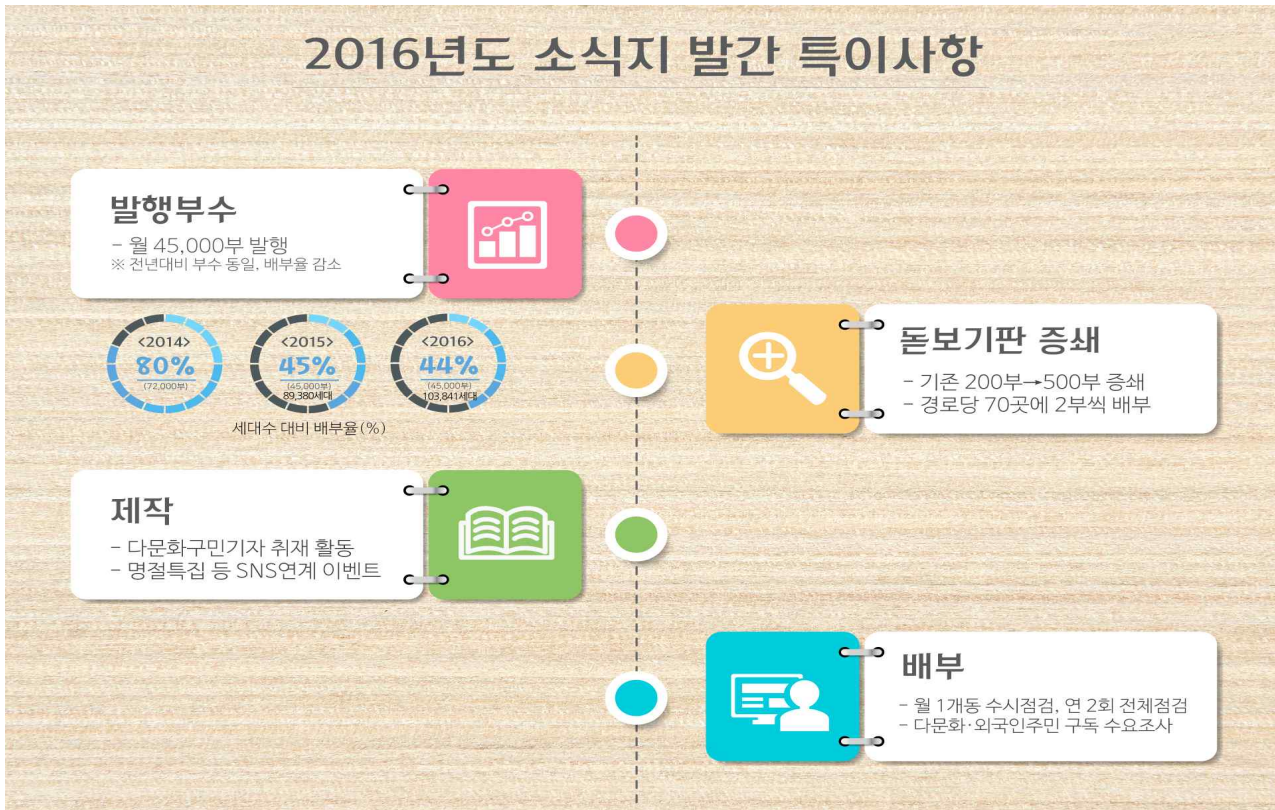 2016년도 소식지 발간 특이사항
발행부수
- 월 45,000부 발행
※ 전년대비 부수 동일, 배부율 감소
<2014>
80%
(72,000부)
<2015>
45%
(45,000부)
89,380세대
<2016>
44%
(45,000부)
103,841세대
세대수 대비 배부율(%)
돋보기판 증쇄
- 기존 200부→500부 증쇄
- 경로당 70곳에 2부씩 배부
제작
- 다문화구민기자 취재 활동
- 명절특집 등 SNS연계 이벤트
배부
- 월 1개동 수시점검, 연 2회 전체점검
- 다문화·외국인주민 구독 수요조사